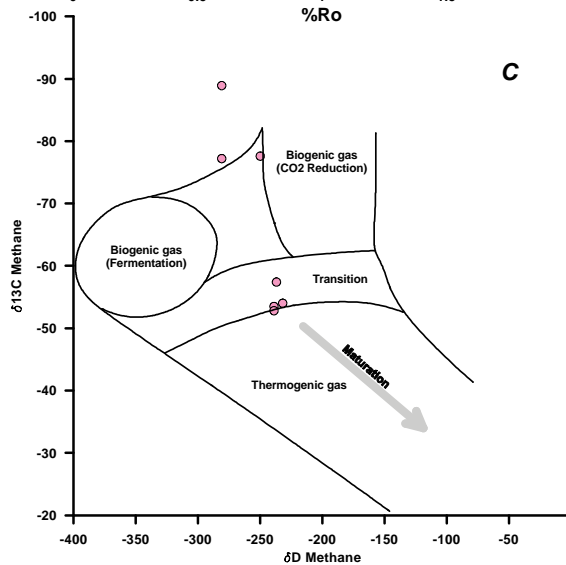 %Ro
-100
-90
-80
-70
-60
-50
-40
-30
-20
δ13C Methane
C
Biogenic gas
(CO2 Reduction)
Biogenic gas
(Fermentation)
Transition
Maturation
Thermogenic gas
-400
-350
-300
-250
-200
-150
-100
-50
0
δD Methane